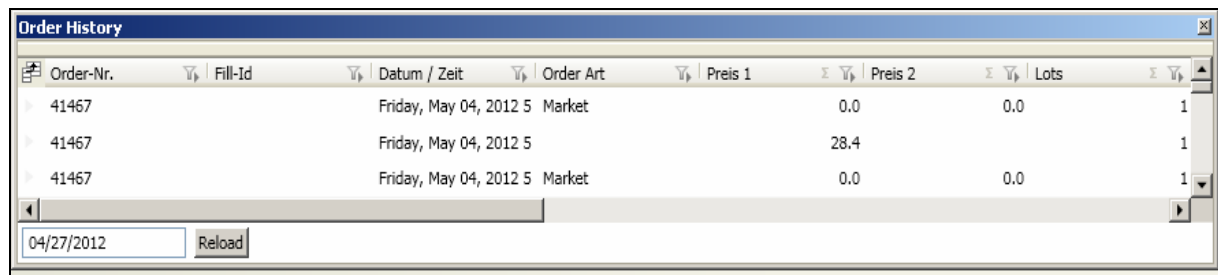 Order History
Order-Nr. Fill-Id Datum / Zeit Order Art Preis 1 Σ Preis 2 Σ Lots Σ
41467 Friday, May 04, 2012 5 Market 0.0 0.0 1
41467 Friday, May 04, 2012 5 28.4 1
41467 Friday, May 04, 2012 5 Market 0.0 0.0 1
04/27/2012 Reload